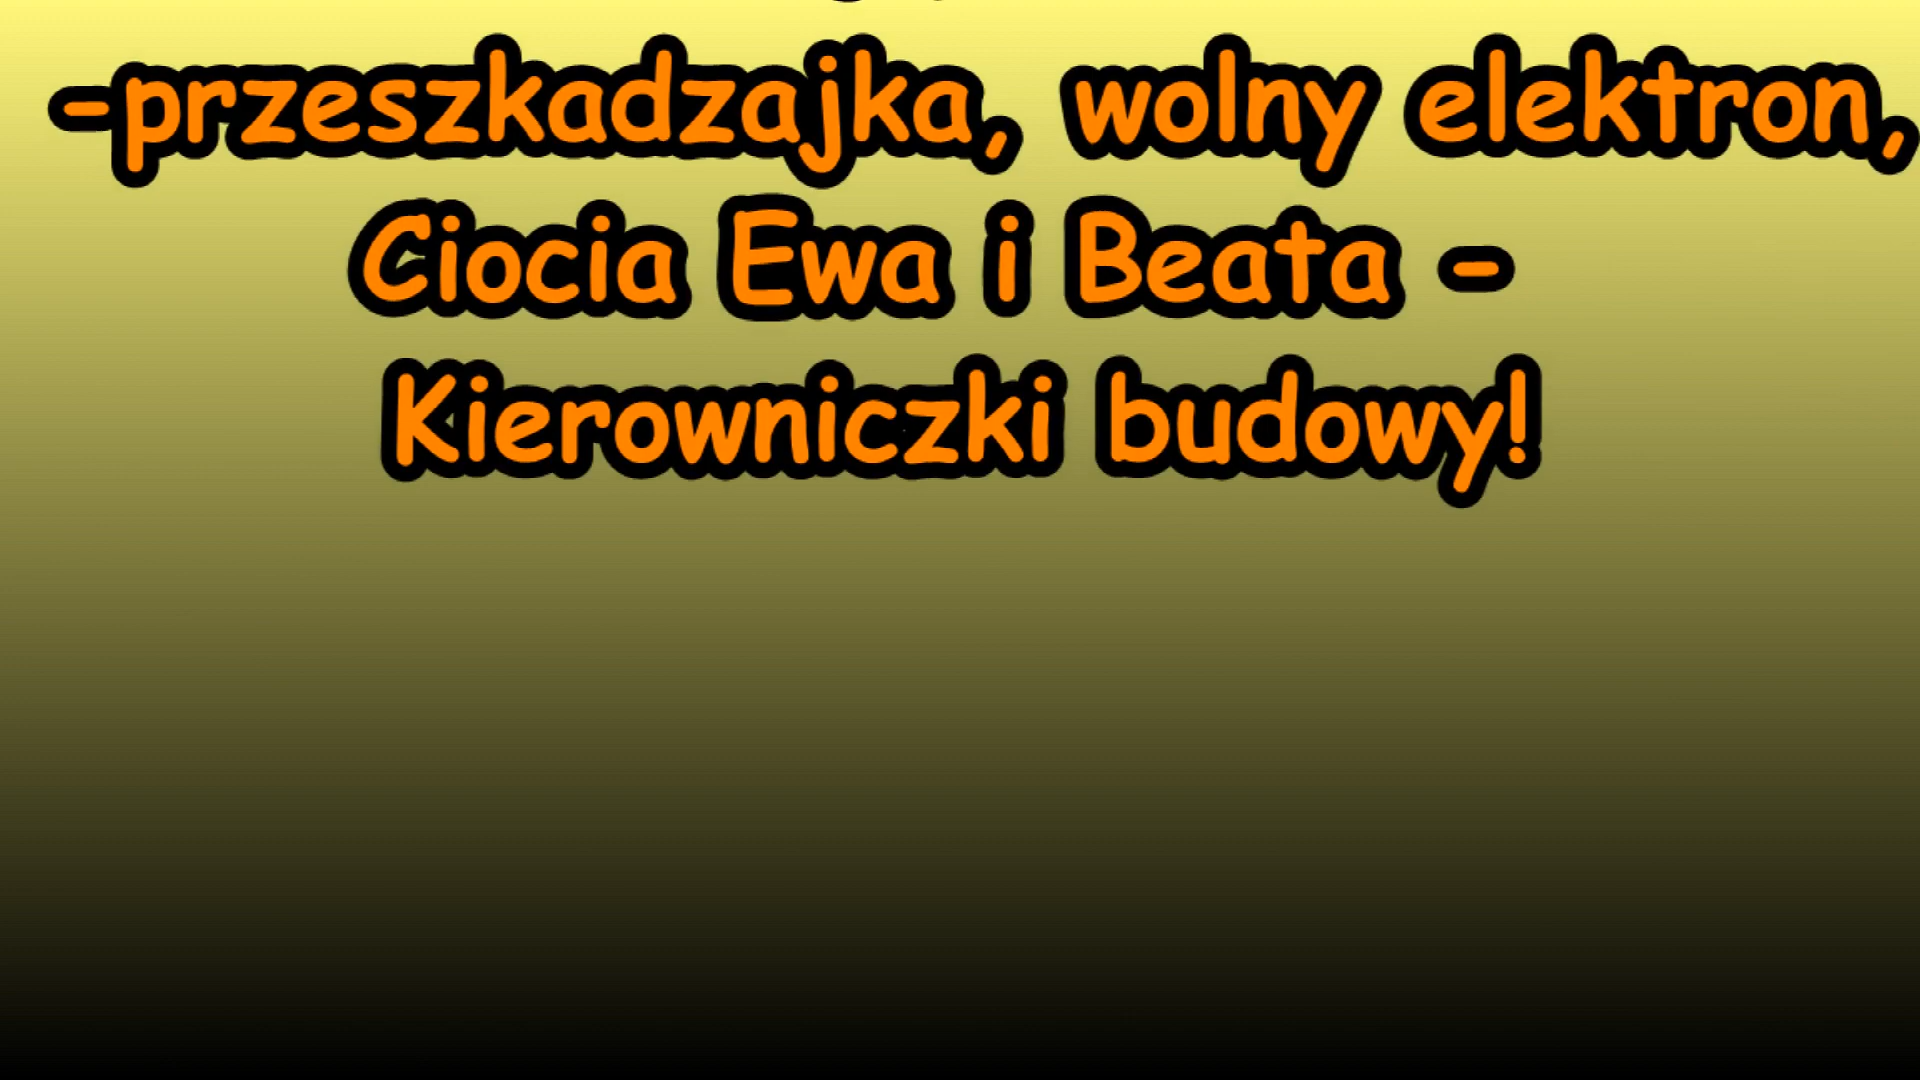 -przeszkadzajka, wolny elektron,
Ciocia Ewa i Beata -
Kierowniczki budowy!